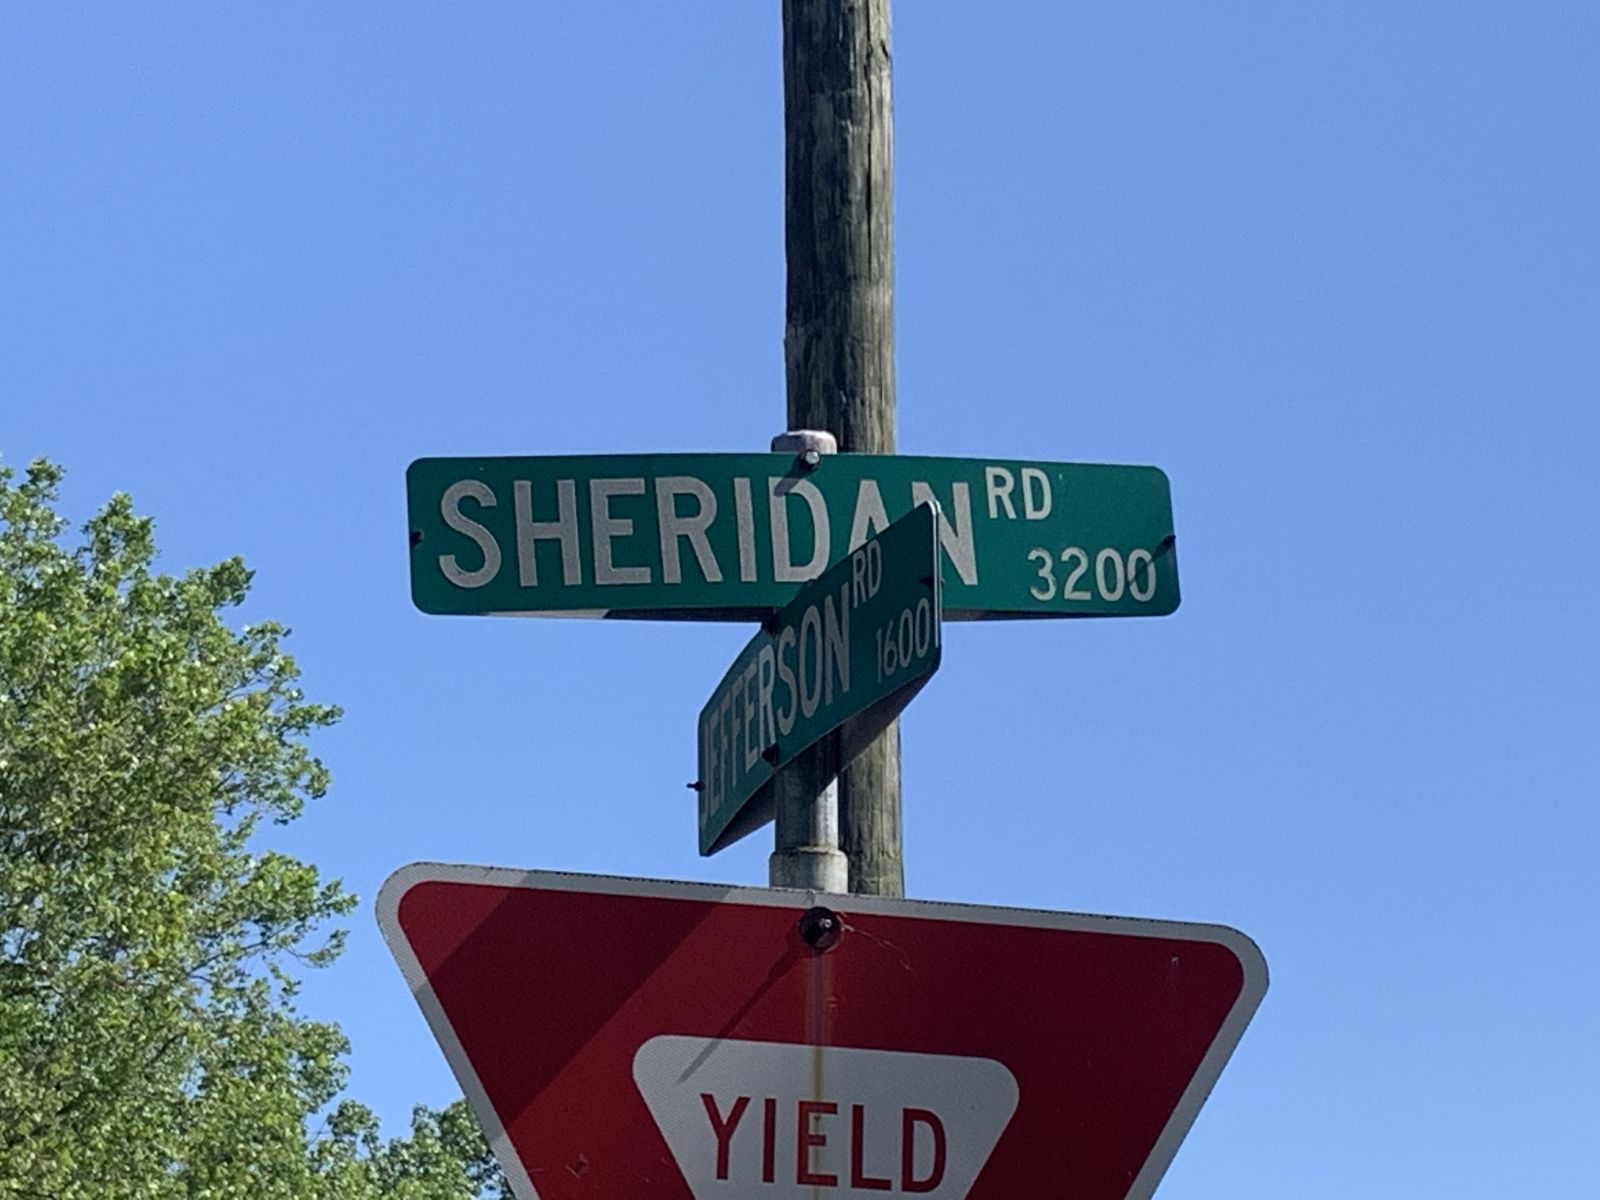 SHERIDAN RD
3200
JEFFERSON RD
1600
YIELD